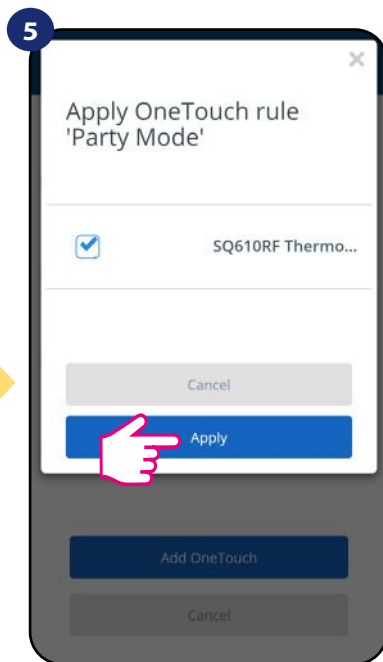 5
×
Apply OneTouch rule
'Party Mode'
SQ610RF Thermo...
Cancel
Apply
Add OneTouch
Cancel